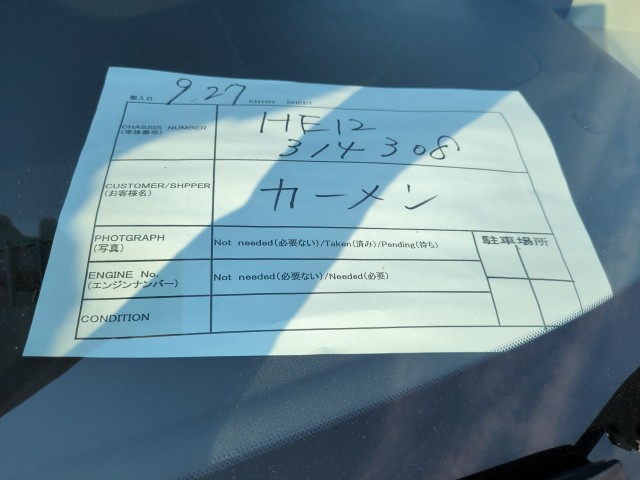 搬入日 9.27 ENTRY SHEET
CHASSIS NUMBER
(車体番号)
HE12
314308
CUSTOMER/SHPPER
(お客様名)
カーメン
PHOTGRAPH
(写真)
Not needed(必要ない)/Taken(済み)/Pending(待ち)
駐車場所
ENGINE No.
(エンジンナンバー)
Not needed(必要ない)/Needed(必要)
CONDITION